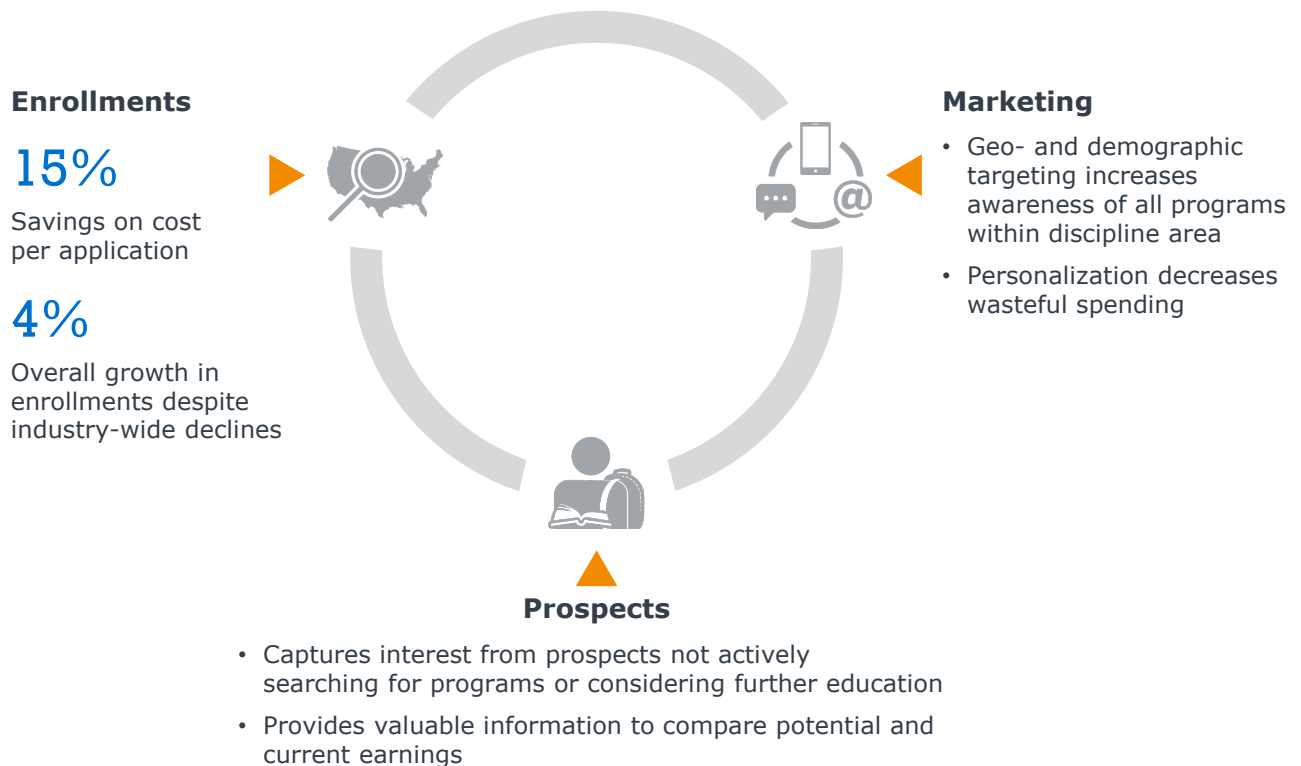 Enrollments
15%
Savings on cost
per application
4%
Overall growth in
enrollments despite
industry-wide declines
@
Marketing
• Geo- and demographic
targeting increases
awareness of all programs
within discipline area
• Personalization decreases
wasteful spending
Prospects
• Captures interest from prospects not actively
searching for programs or considering further education
• Provides valuable information to compare potential and
current earnings